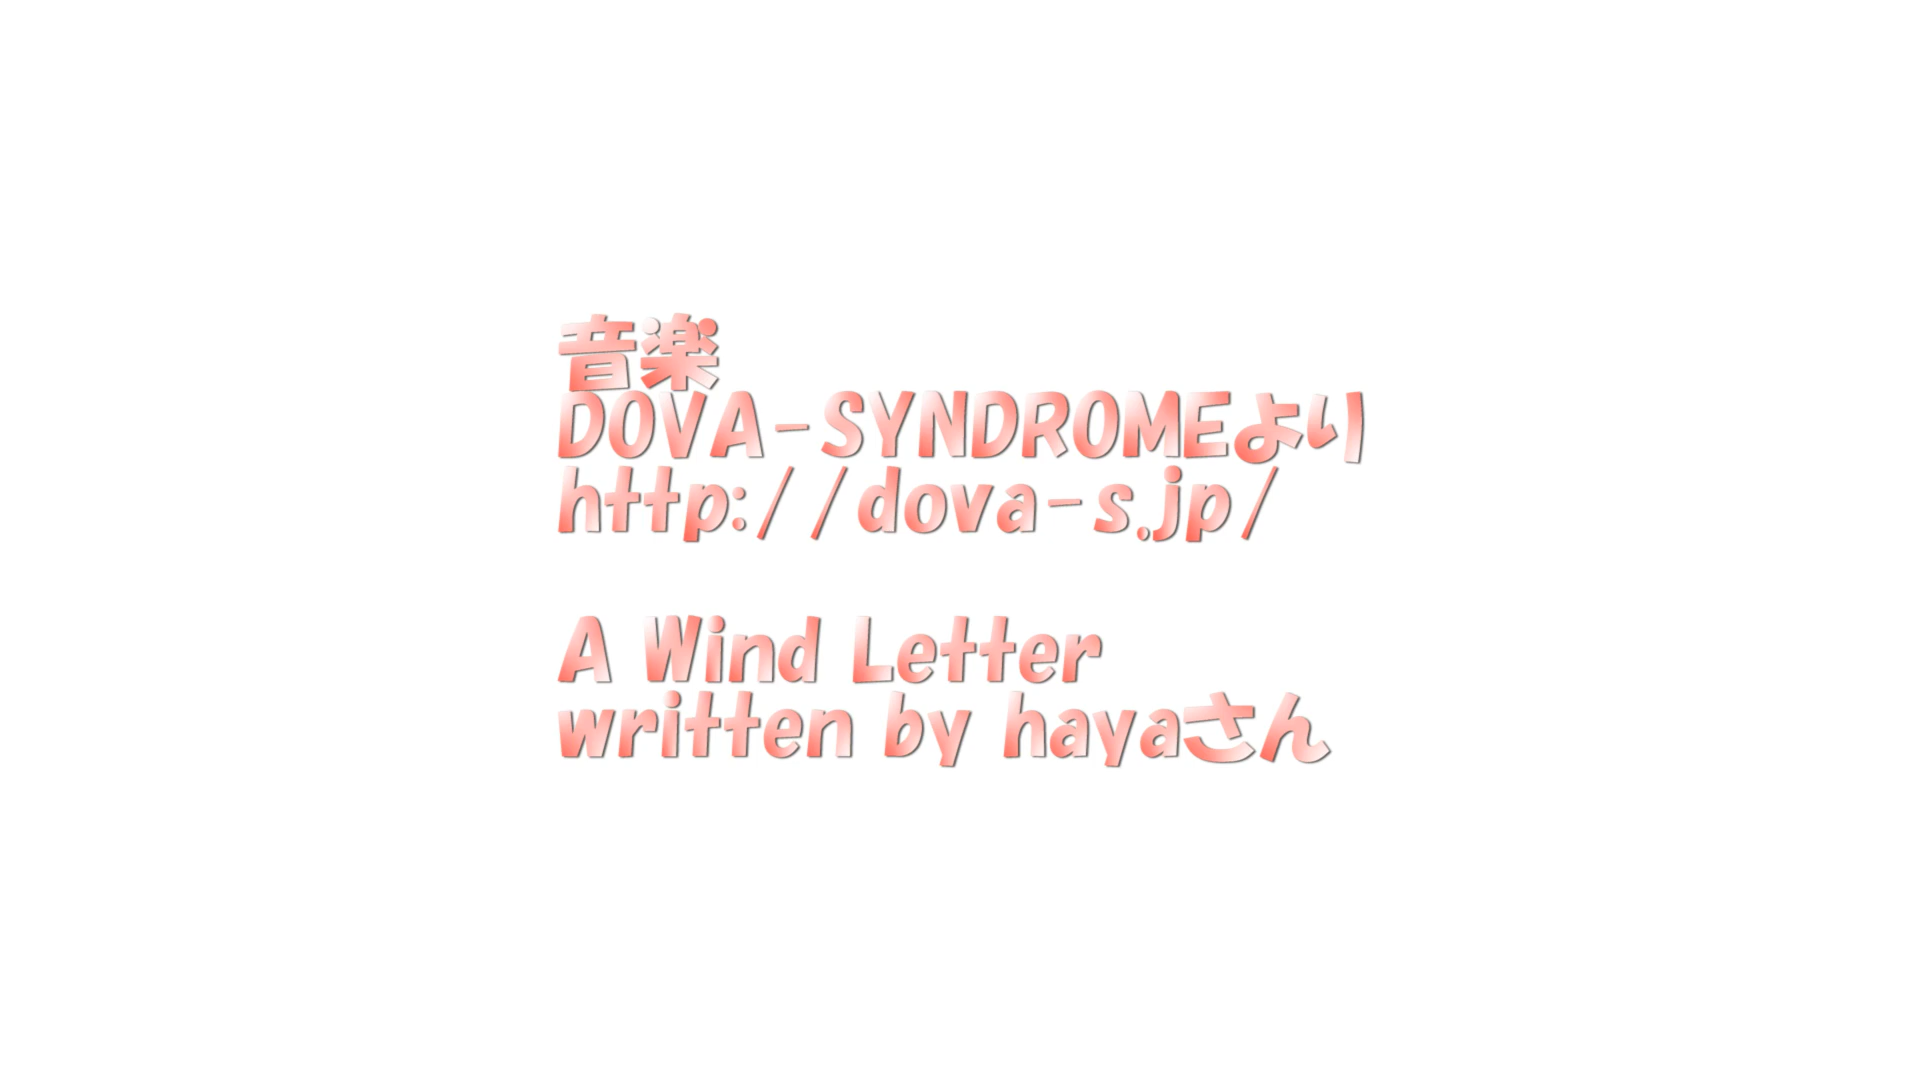 音楽
DOVA-SYNDROMEより
http://dova-s.jp/
A Wind Letter
written by hayaさん